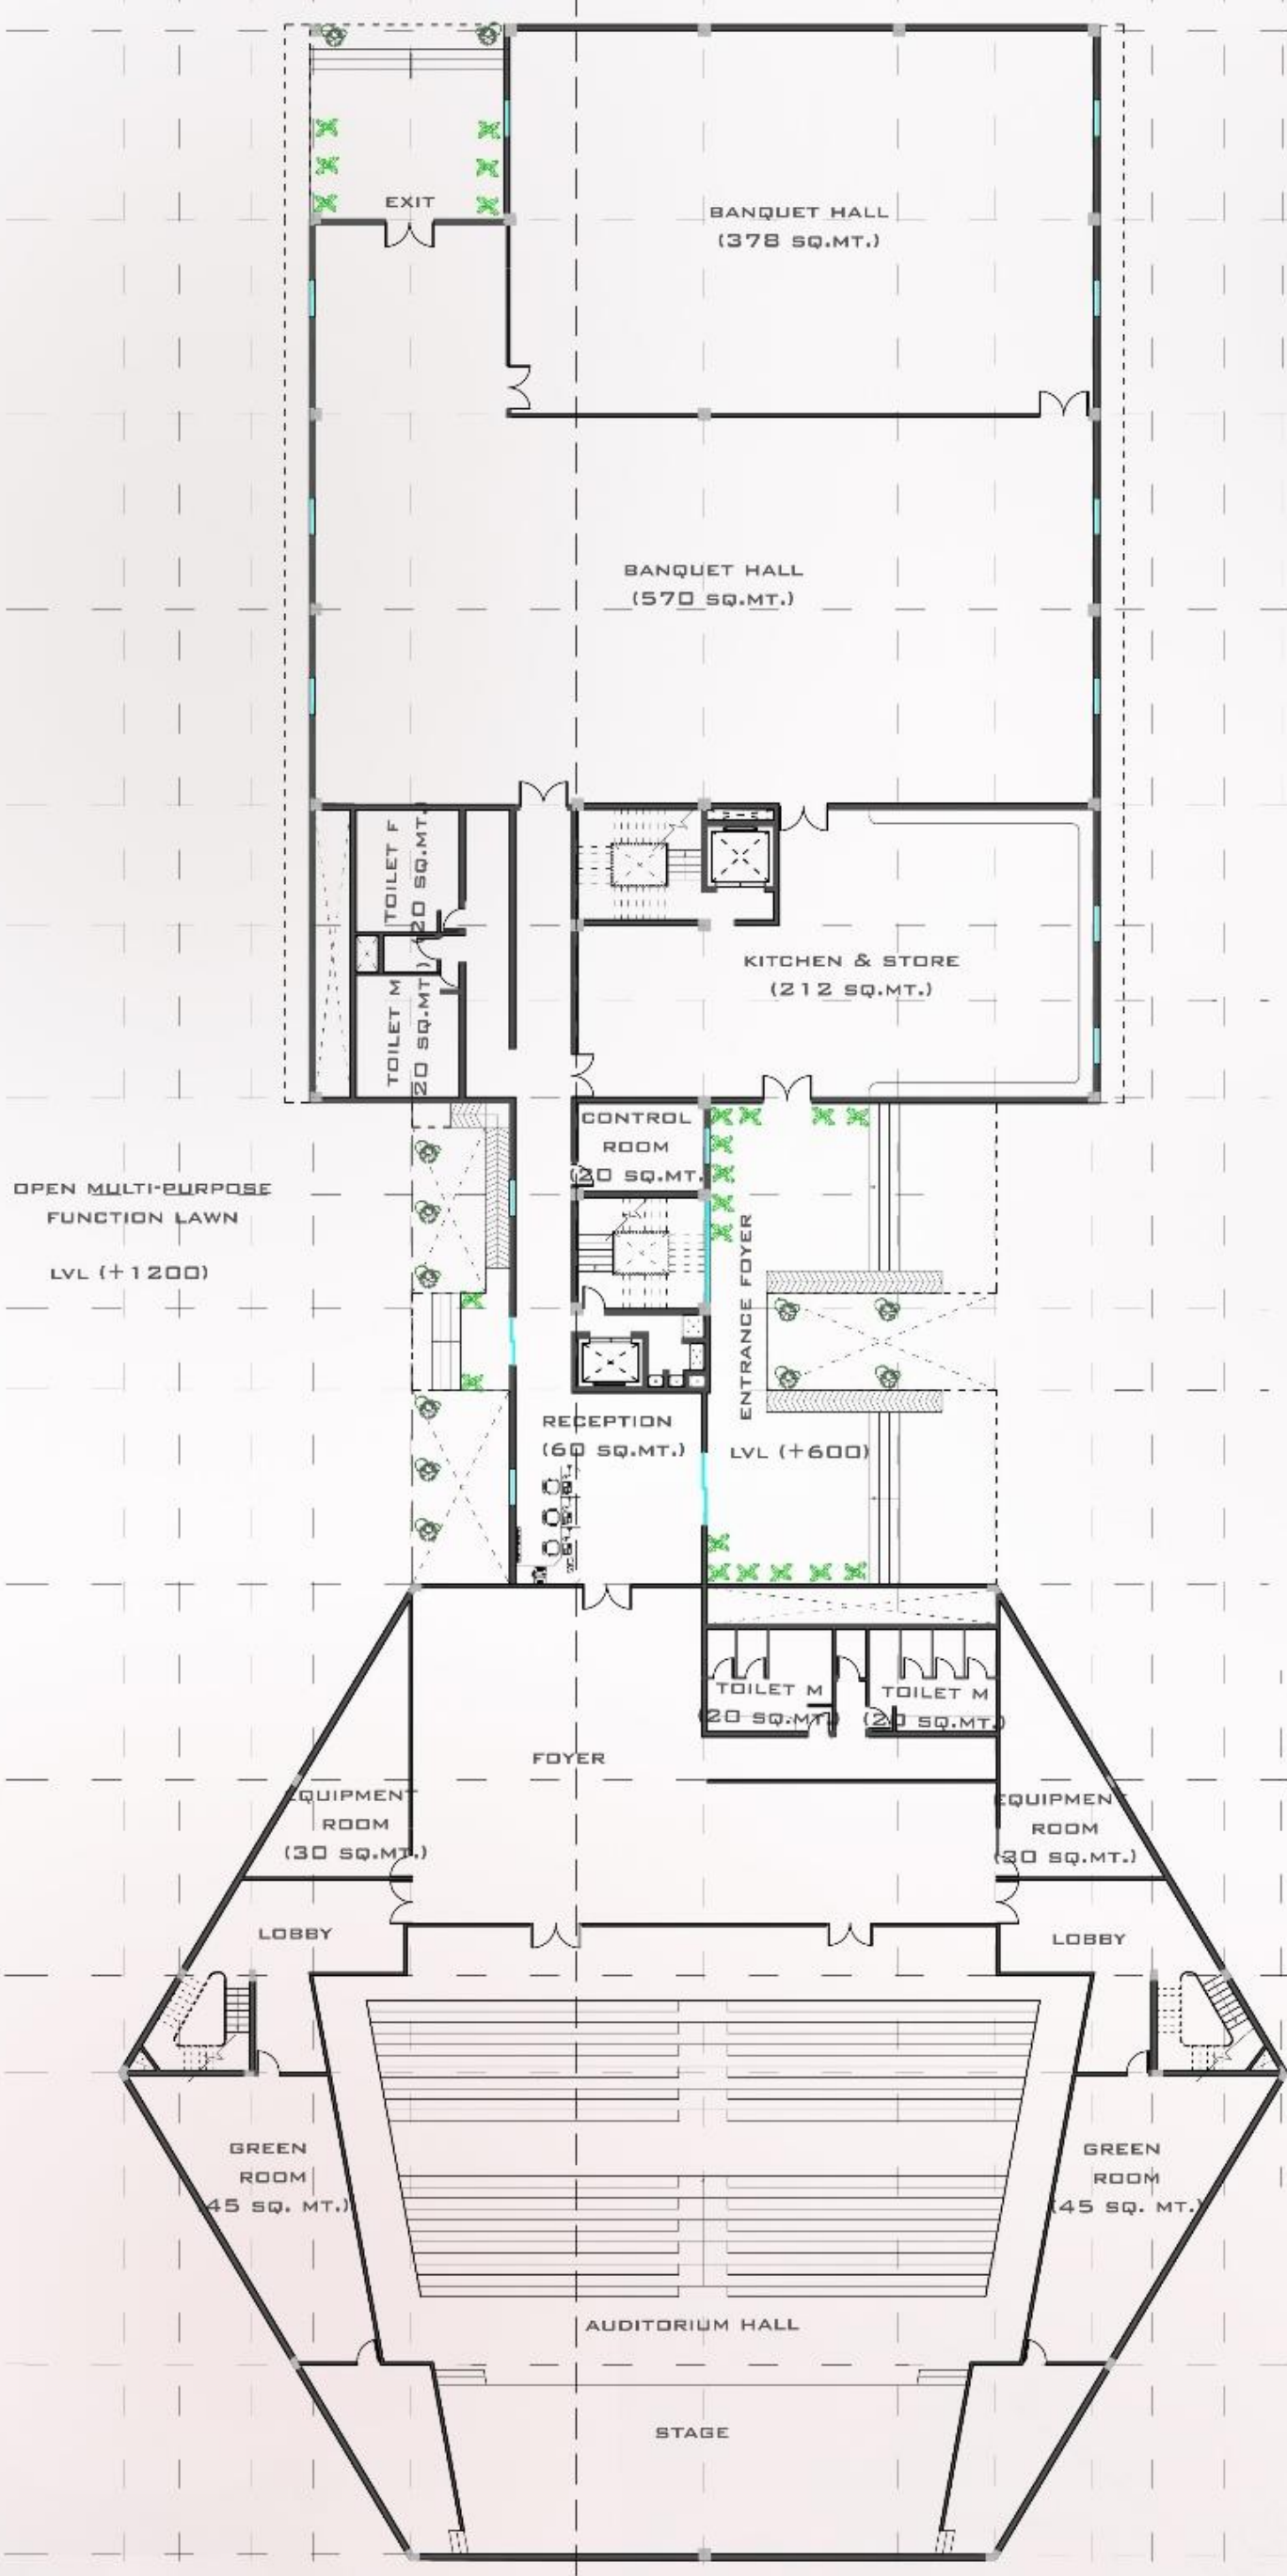 EXIT
BANQUET HALL
(378 SQ.MT.)
BANQUET HALL
(570 SQ.MT.)
TOILET F
(20 SQ.MT.)
TOILET M
20 SQ.MT.)
KITCHEN & STORE
(212 SQ.MT.)
CONTROL
ROOM
(20 SQ.MT.
OPEN MULTI-PURPOSE
FUNCTION LAWN
LVL (+1200)
ENTRANCE FOYER
RECEPTION
(60 SQ.MT.)
LVL (+600)
TOILET M
(20 SQ.MT.)
TOILET M
(20 SQ.MT.)
FOYER
EQUIPMENT
ROOM
(30 SQ.MT.)
EQUIPMENT
ROOM
(30 SQ.MT.)
LOBBY
LOBBY
GREEN
ROOM
(45 SQ. MT.)
GREEN
ROOM
(45 SQ. MT.)
AUDITORIUM HALL
STAGE